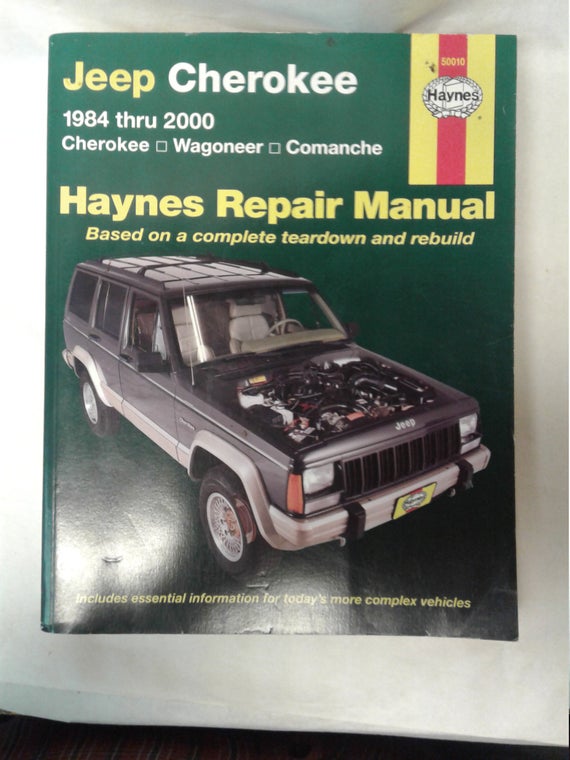 50010
Haynes
Jeep Cherokee
1984 thru 2000
Cherokee □ Wagoneer □ Comanche
Haynes Repair Manual
Based on a complete teardown and rebuild
Jeep
Includes essential information for today's more complex vehicles